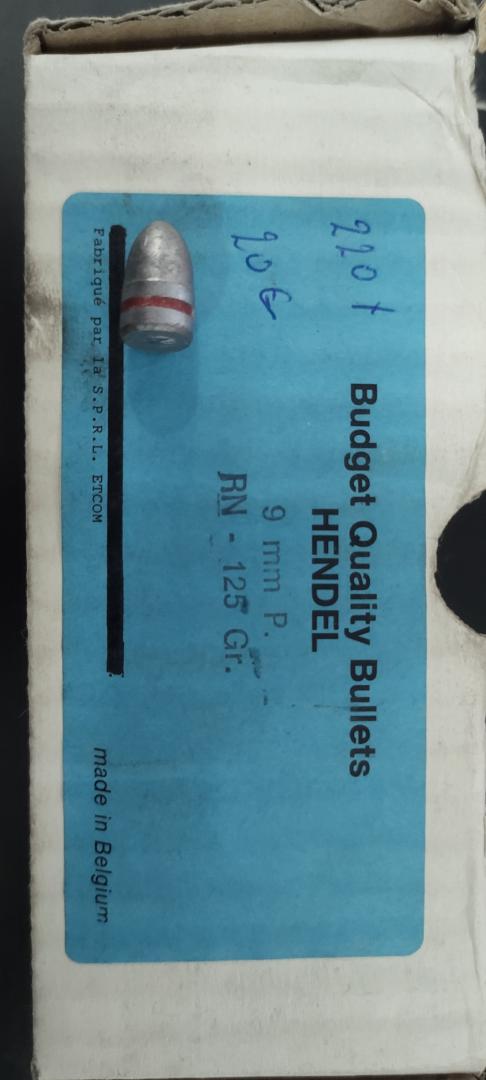 220 +
20 €
Budget Quality Bullets
HENDEL
9 mm P.
RN - 125 Gr.
Fabriqué par la S.P.R.L. ETCOM
made in Belgium